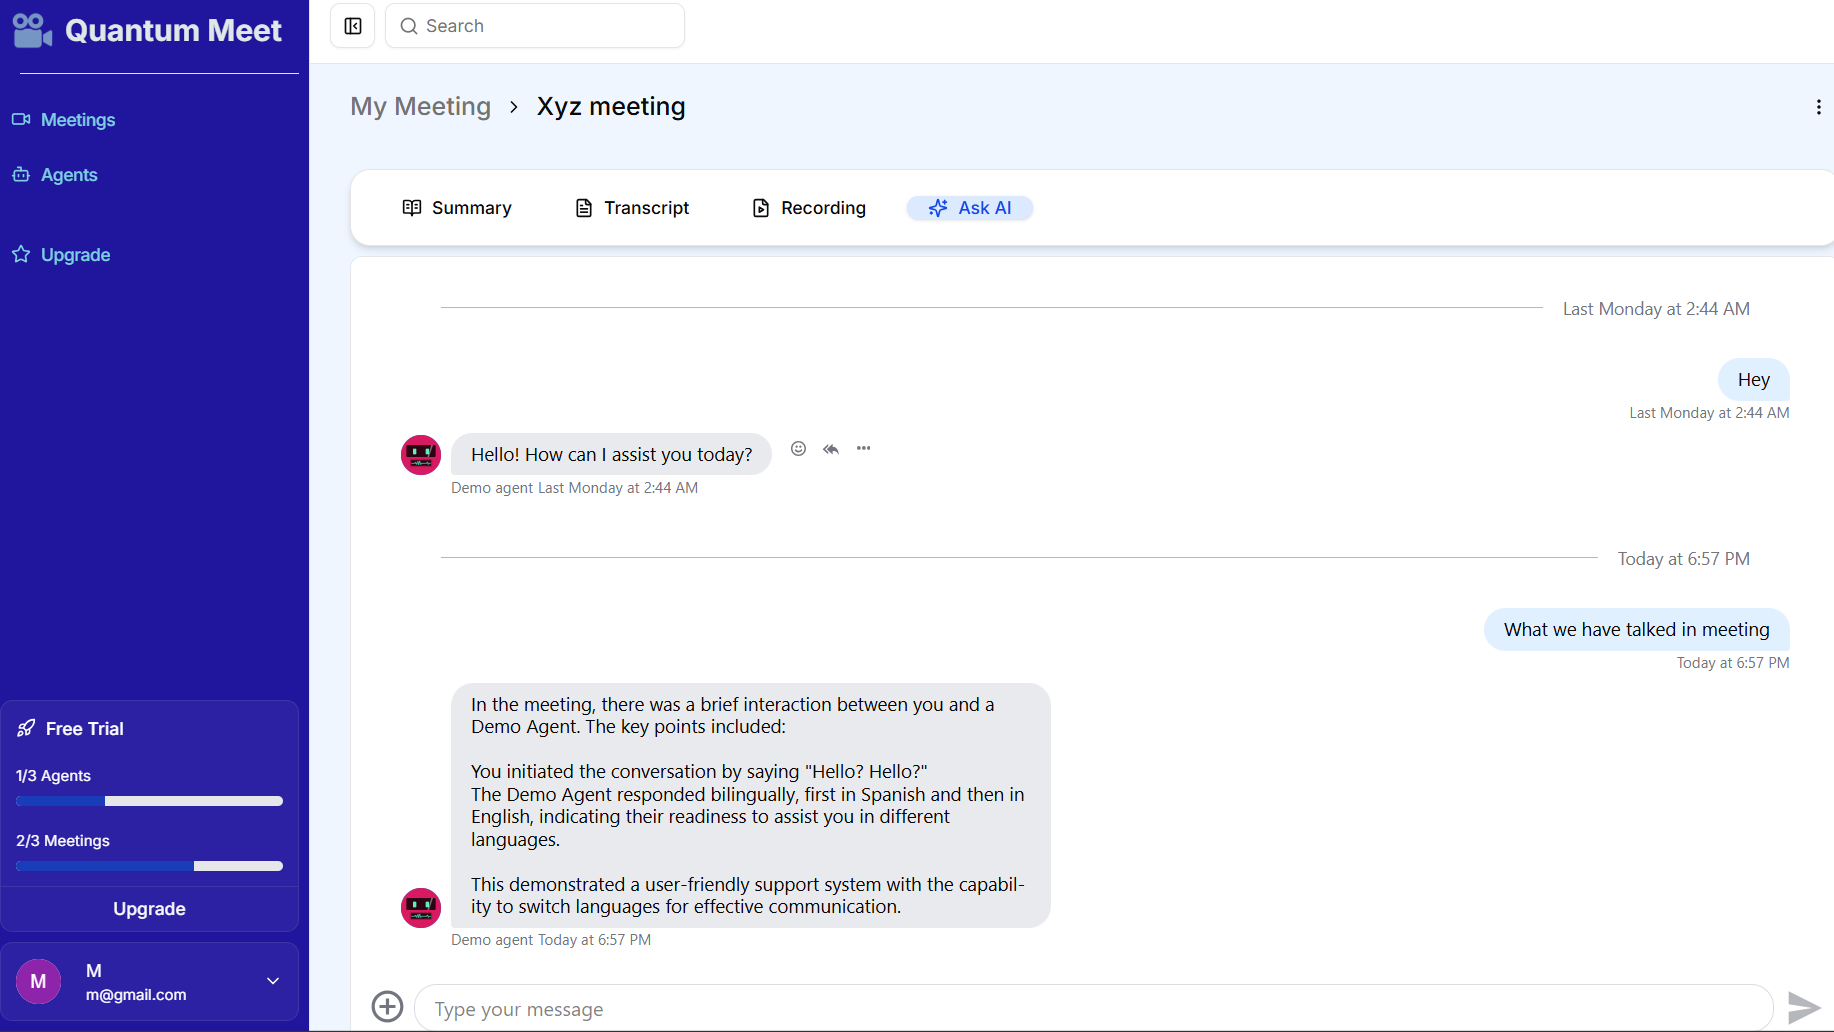 Quantum Meet
Search
Meetings
Agents
Upgrade
My Meeting > Xyz meeting
Summary
Transcript
Recording
Ask AI
Last Monday at 2:44 AM
Hey
Last Monday at 2:44 AM
Hello! How can I assist you today?
Demo agent Last Monday at 2:44 AM
Today at 6:57 PM
What we have talked in meeting
Today at 6:57 PM
In the meeting, there was a brief interaction between you and a
Demo Agent. The key points included:
You initiated the conversation by saying "Hello? Hello?"
The Demo Agent responded bilingually, first in Spanish and then in
English, indicating their readiness to assist you in different
languages.
This demonstrated a user-friendly support system with the capabil-
ity to switch languages for effective communication.
Demo agent Today at 6:57 PM
Type your message
Free Trial
1/3 Agents
2/3 Meetings
Upgrade
M
M
m@gmail.com